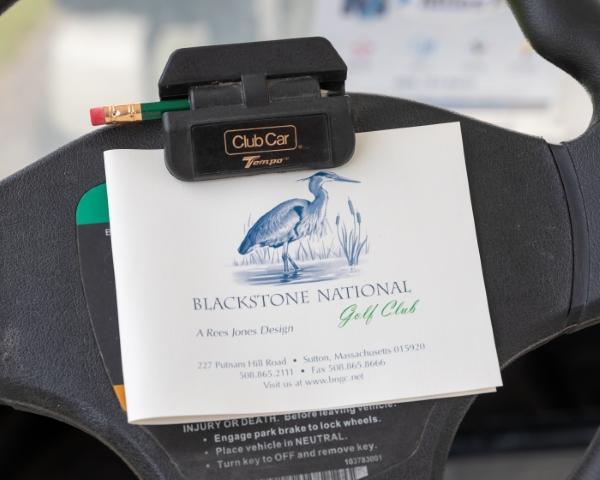 Club Car
Tempo™
BLACKSTONE NATIONAL
Golf Club
A Rees Jones Design
227 Putnam Hill Road • Sutton, Massachusetts 015920
508.865.2111 • Fax 508.865.8666
Visit us at www.bngc.net
INJURY OR DEATH. Before leaving vehicle:
• Engage park brake to lock wheels.
• Place vehicle in NEUTRAL.
• Turn key to OFF and remove key.
103783001